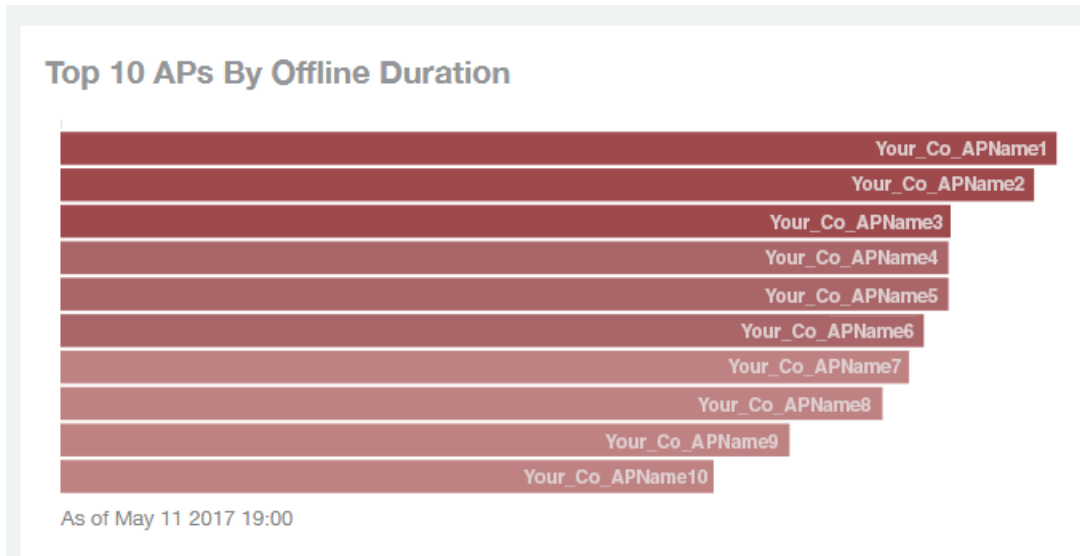 Top 10 APs By Offline Duration
Your_Co_APName1
Your_Co_APName2
Your_Co_APName3
Your_Co_APName4
Your_Co_APName5
Your_Co_APName6
Your_Co_APName7
Your_Co_APName8
Your_Co_APName9
Your_Co_APName10
As of May 11 2017 19:00